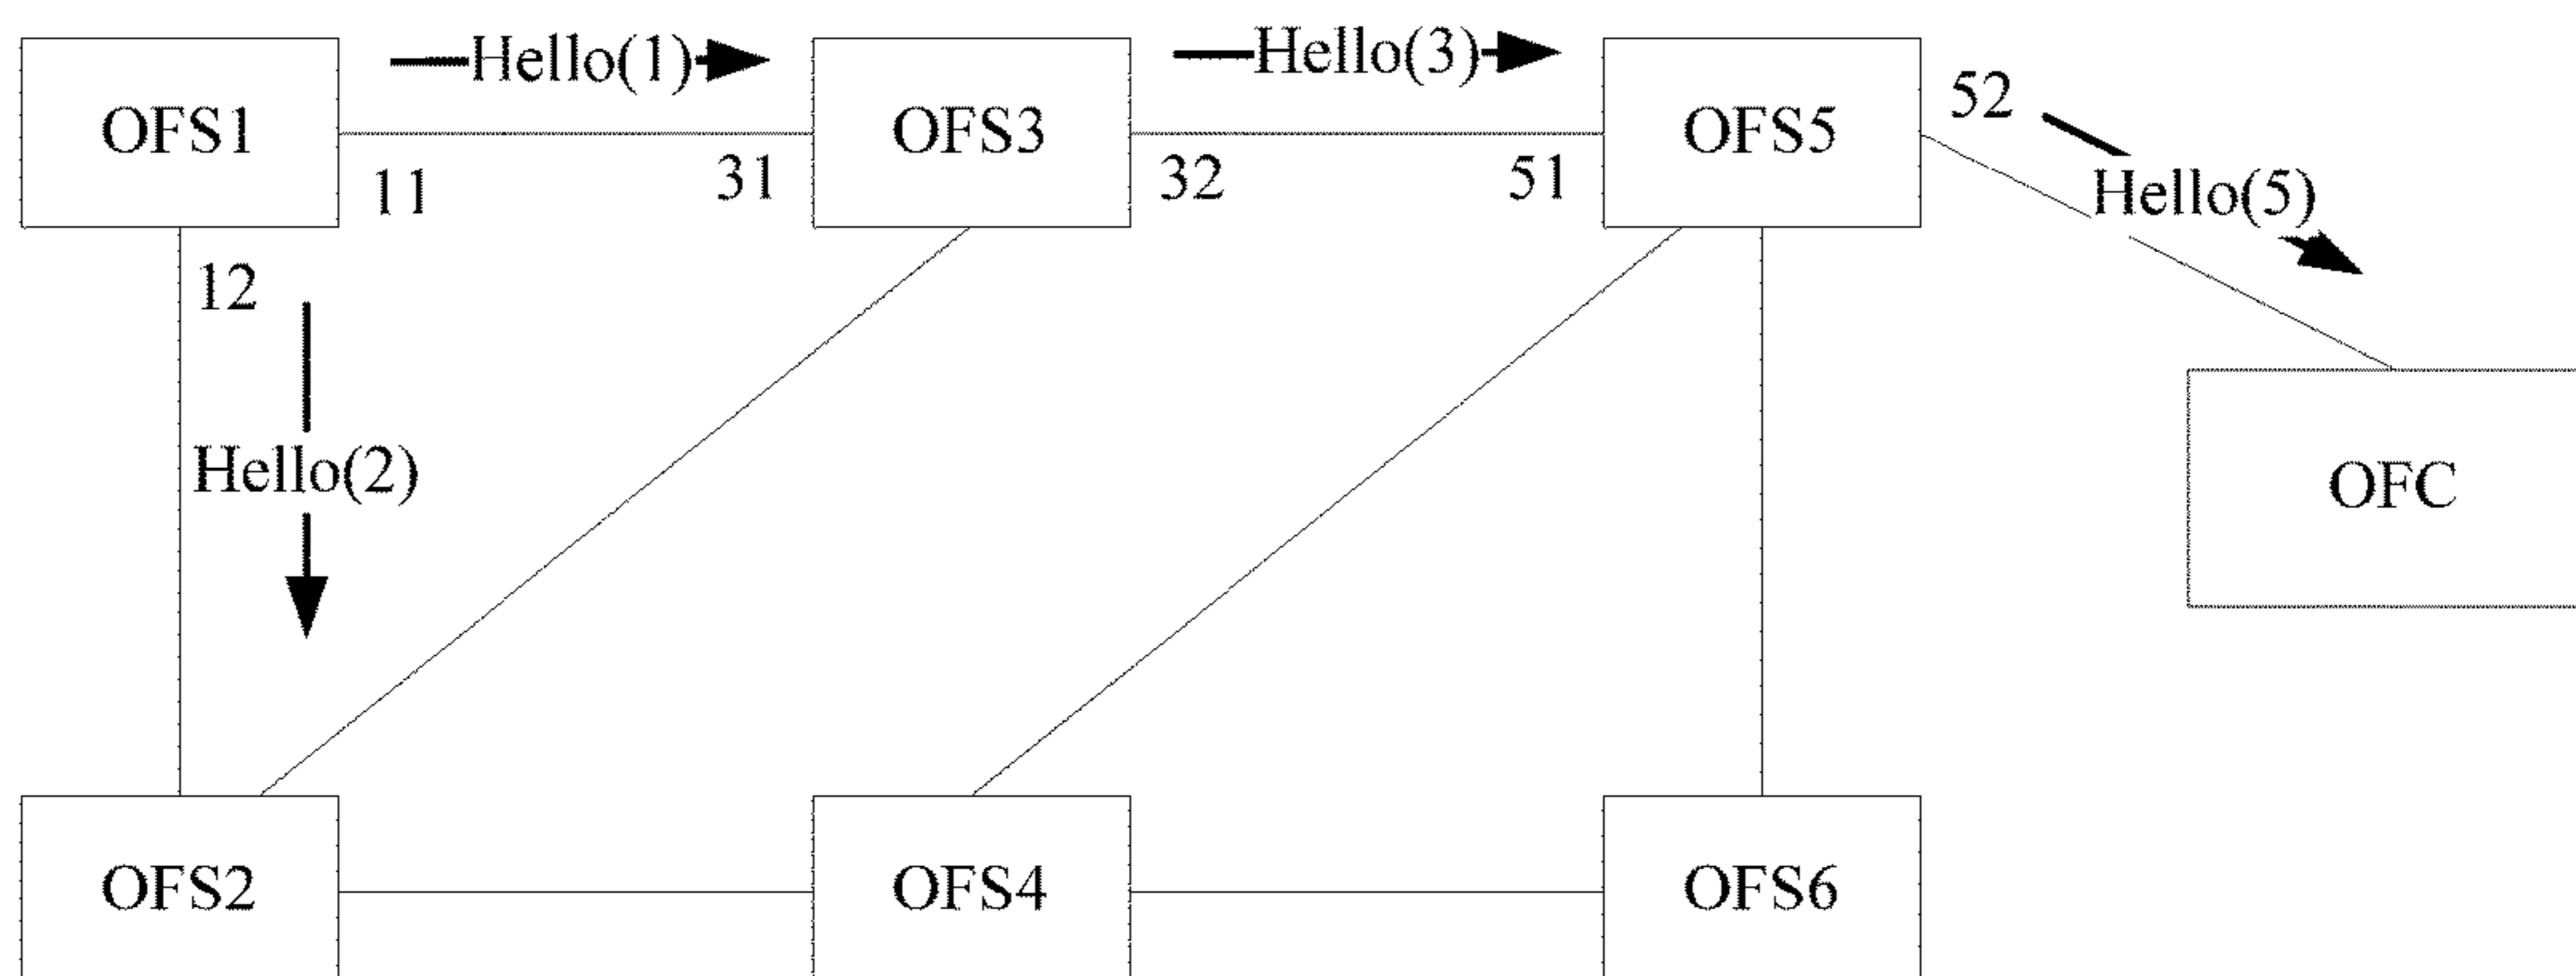 Hello(1)
Hello(3)
OFS1
OFS3
OFS5
52
11
31
32
51
Hello(5)
12
Hello(2)
OFC
OFS2
OFS4
OFS6